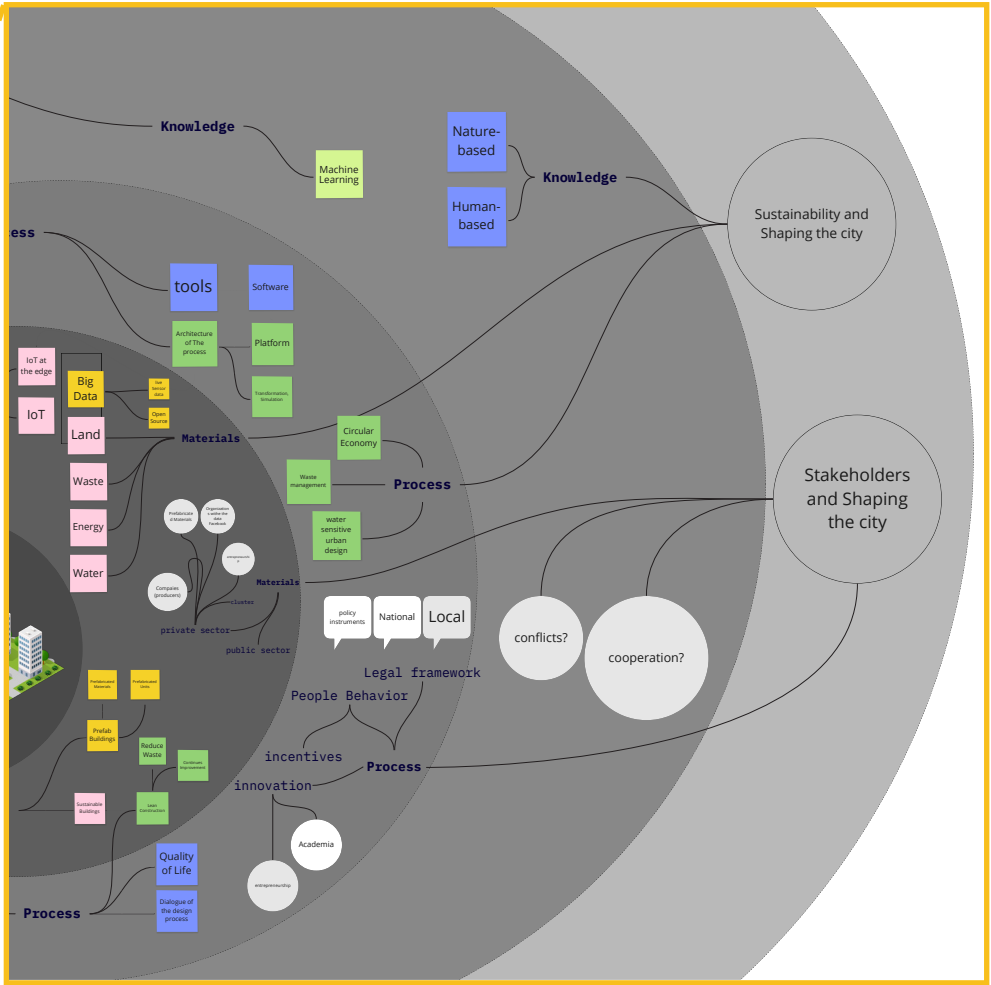 Knowledge
Machine
Learning
Nature-
based
Human-
based
Knowledge
Sustainability and
Shaping the city
ess
tools
Software
Architecture
of The
process
Platform
Transformation,
Simulation
IoT at
the edge
Big
Data
live
Sensor
data
Open
Source
IoT
Land
Materials
Waste
Energy
Water
Circular
Economy
Waste
management
Process
water
sensitive
urban
design
Stakeholders
and Shaping
the city
Prefabricate
d Materials
Compaies
(producers)
Materials
cluster
private sector
public sector
policy
instruments
National
Local
conflicts?
cooperation?
Legal framework
People Behavior
incentives
Process
innovation
Academia
entrepreneurship
Prefabricated
Materials
Prefabricated
Units
Prefab
Buildings
Reduce
Waste
Continuous
Improvement
Sustainable
Buildings
Lean
Construction
Quality
of Life
Dialogue of
the design
process
Process